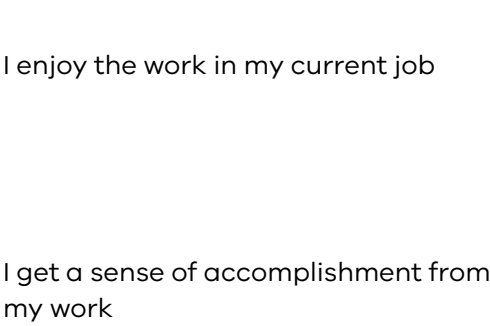 I enjoy the work in my current job
I get a sense of accomplishment from
my work